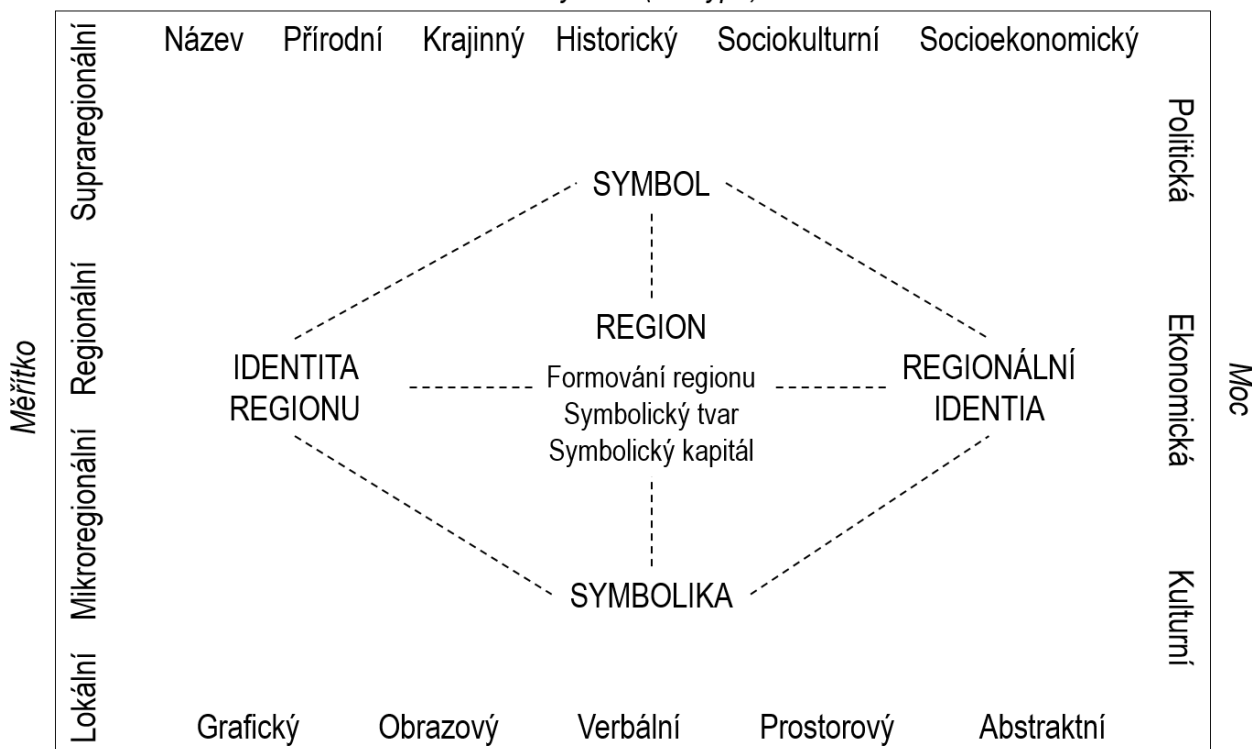 Název Přírodní Krajinný Historický Sociokulturní Socioekonomický
Supraregionální
Regionální
Mikroregionální
Lokální
Měřítko
SYMBOL
REGION
Formování regionu
Symbolický tvar
Symbolický kapitál
IDENTITA
REGIONU
REGIONÁLNÍ
IDENTIA
SYMBOLIKA
Politická
Ekonomická
Kulturní
Moc
Grafický Obrazový Verbální Prostorový Abstraktní